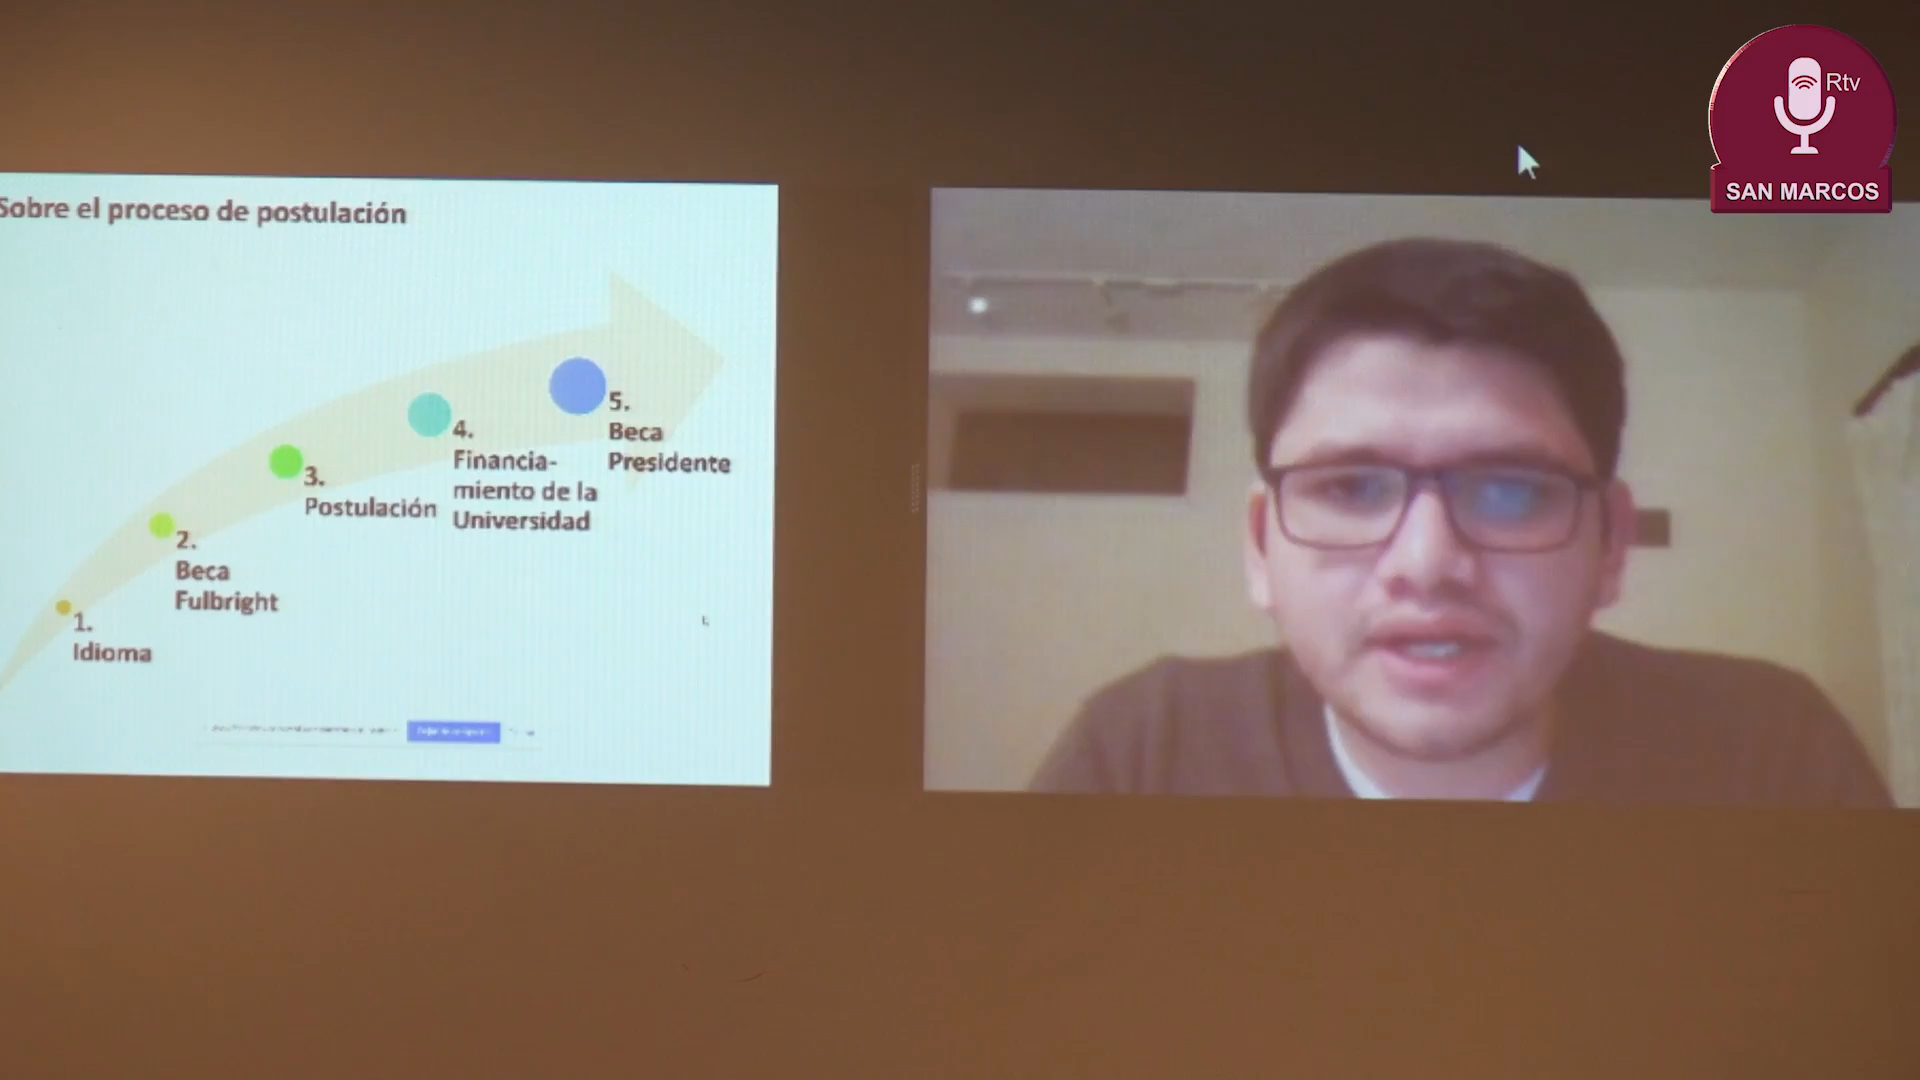 Rtv
SAN MARCOS
Sobre el proceso de postulación
1.
Idioma
2.
Beca
Fulbright
3.
Postulación
4.
Financia-
miento de la
Universidad
5.
Beca
Presidente